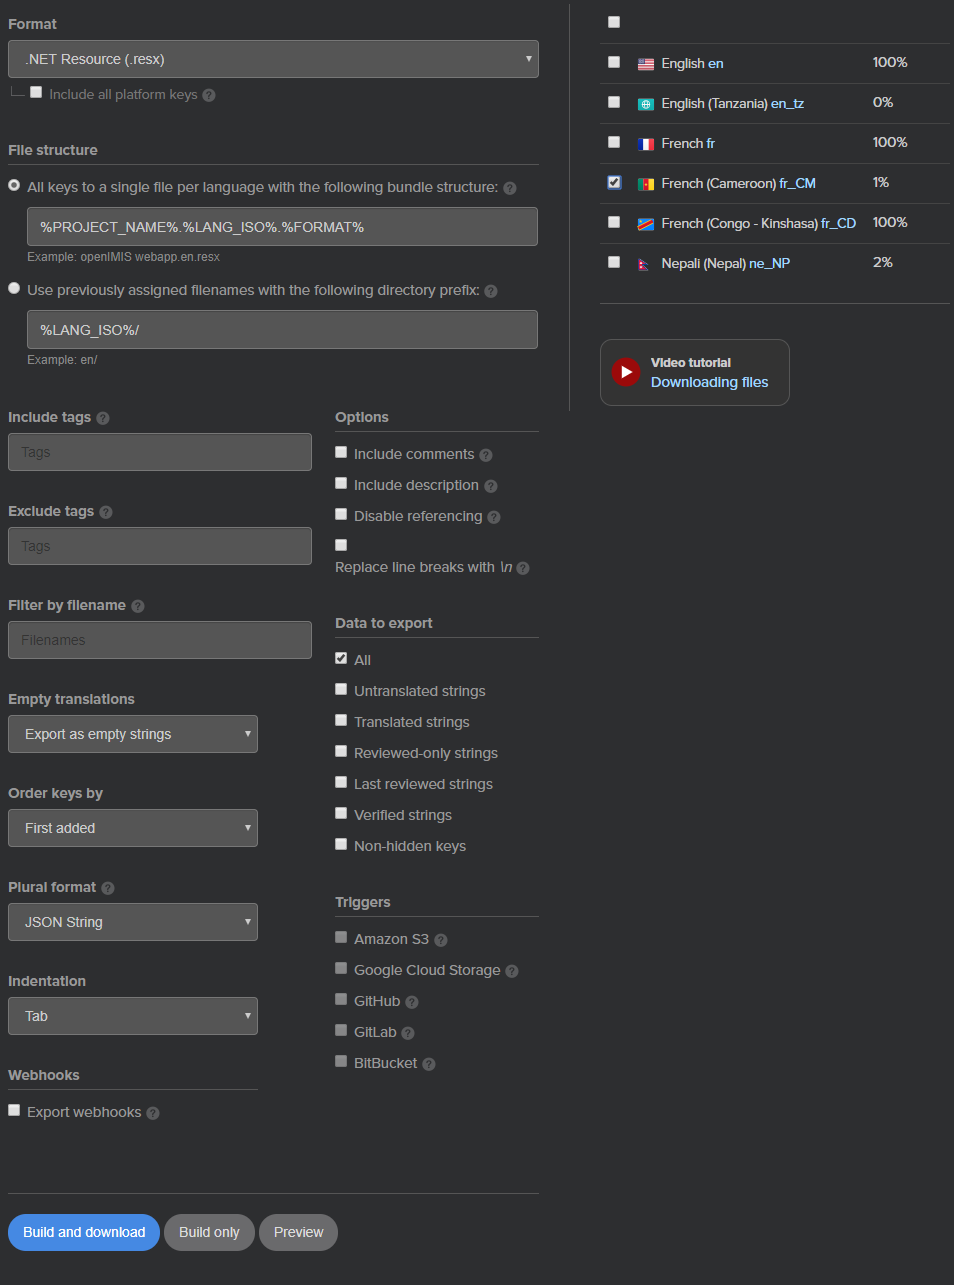 Format
.NET Resource (.resx)
Include all platform keys ?
File structure
All keys to a single file per language with the following bundle structure: ?
%PROJECT_NAME%.%LANG_ISO%.%FORMAT%
Example: openIMIS webapp.en.resx
Use previously assigned filenames with the following directory prefix: ?
%LANG_ISO%/
Example: en/
Include tags ?
Tags
Exclude tags ?
Tags
Filter by filename ?
Filenames
Empty translations
Export as empty strings
Order keys by
First added
Plural format ?
JSON String
Indentation
Tab
Webhooks
Export webhooks ?
Options
Include comments ?
Include description ?
Disable referencing ?
Replace line breaks with \n ?
Data to export
All
Untranslated strings
Translated strings
Reviewed-only strings
Last reviewed strings
Verified strings
Non-hidden keys
Triggers
Amazon S3 ?
Google Cloud Storage ?
GitHub ?
GitLab ?
BitBucket ?
Build and download Build only Preview
English en 100%
English (Tanzania) en_tz 0%
French fr 100%
French (Cameroon) fr_CM 1%
French (Congo - Kinshasa) fr_CD 100%
Nepali (Nepal) ne_NP 2%
Video tutorial
Downloading files